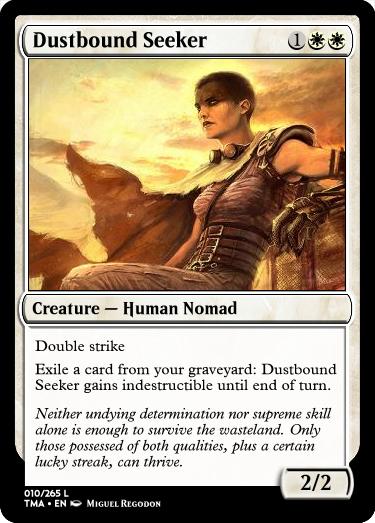 Dustbound Seeker 1
Creature — Human Nomad
Double strike
Exile a card from your graveyard: Dustbound
Seeker gains indestructible until end of turn.
Neither undying determination nor supreme skill
alone is enough to survive the wasteland. Only
those possessed of both qualities, plus a certain
lucky streak, can thrive.
2/2
010/265 L
TMA • EN Miguel Regodon